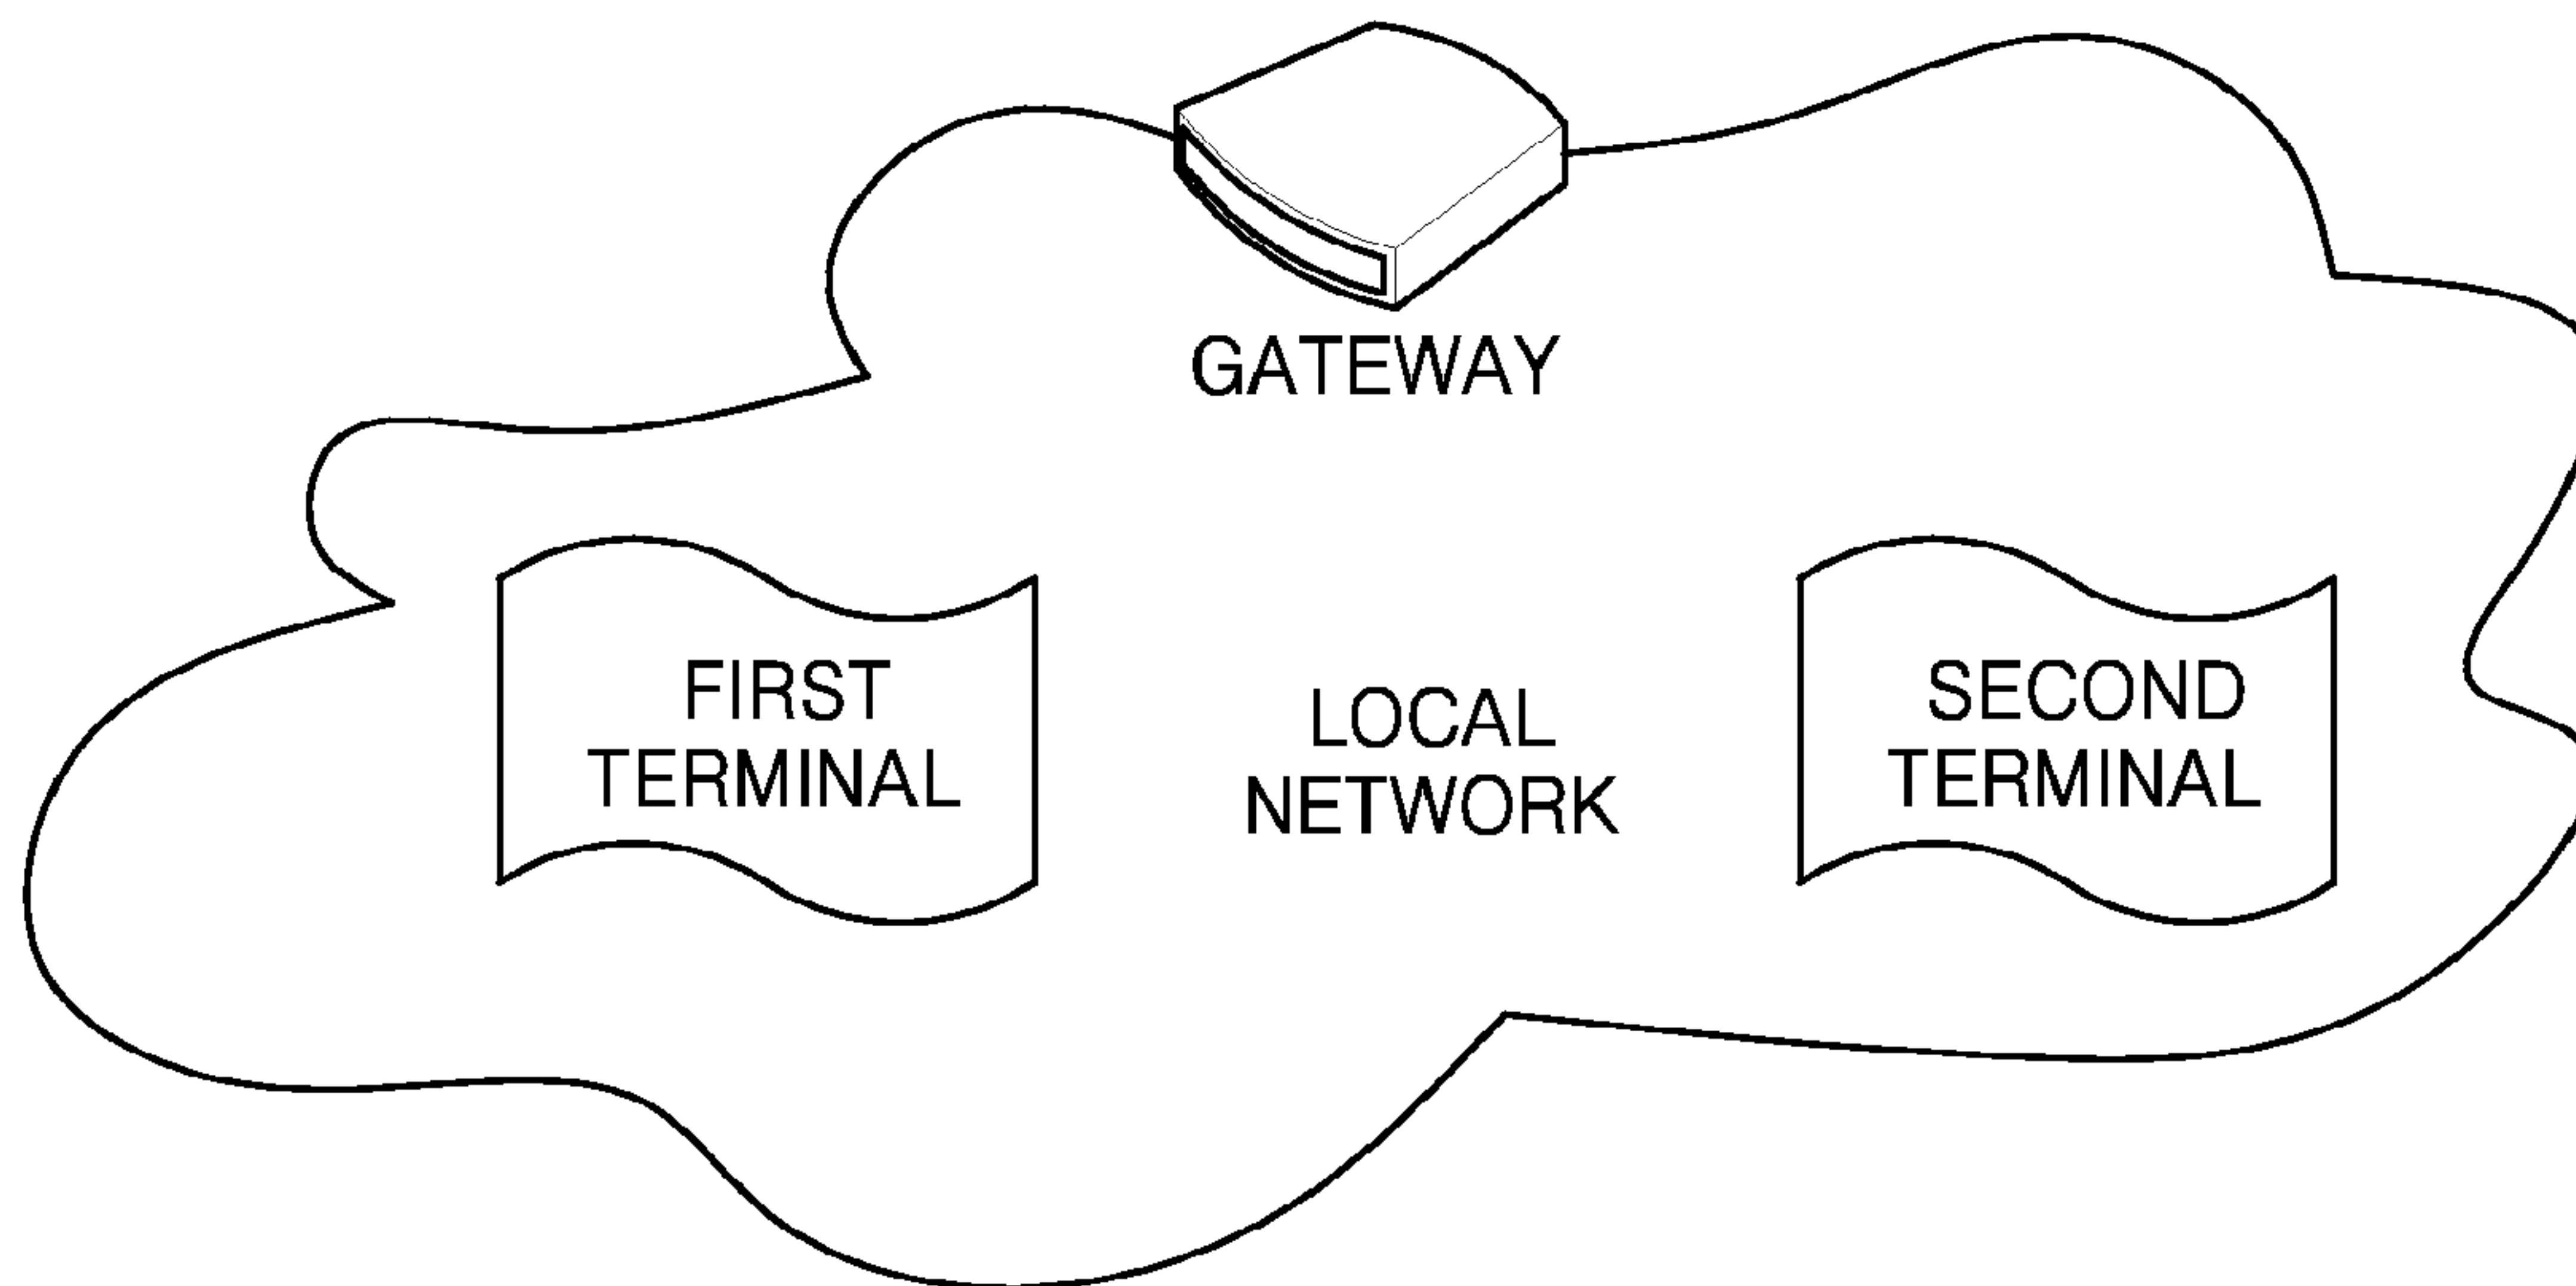 GATEWAY
FIRST
TERMINAL
LOCAL
NETWORK
SECOND
TERMINAL